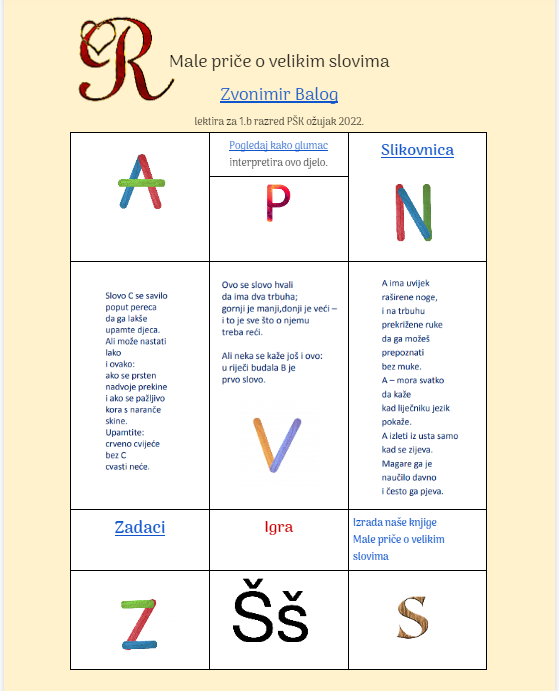 R
Male priče o velikim slovima
Zvonimir Balog
lektira za 1.b razred PŠK ožujak 2022.
A
Pogledaj kako glumac
interpretira ovo djelo.
P
Slikovnica
N
Slovo C se savilo
poput pereca
da ga lakše
upamte djeca.
Ali može nastati
lako
i ovako:
ako se prsten
nadvoje prekine
i ako se pažljivo
kora s naranče
skine.
Upamtite:
crveno cvijeće
bez C
cvasti neće.
Ovo se slovo hvali
da ima dva trbuha;
gornji je manji,donji je veći –
i to je sve što o njemu
treba reći.
Ali neka se kaže još i ovo:
u riječi budala B je
prvo slovo.
V
A ima uvijek
raširene noge,
i na trbuhu
prekrižene ruke
da ga možeš
prepoznati
bez muke.
A – mora svatko
da kaže
kad liječniku jezik
pokaže.
A izleti iz usta samo
kad se zijeva.
Magare ga je
naučilo davno
i često ga pjeva.
Zadaci
Igra
Izrada naše knjige
Male priče o velikim
slovima
Z
Šš
S